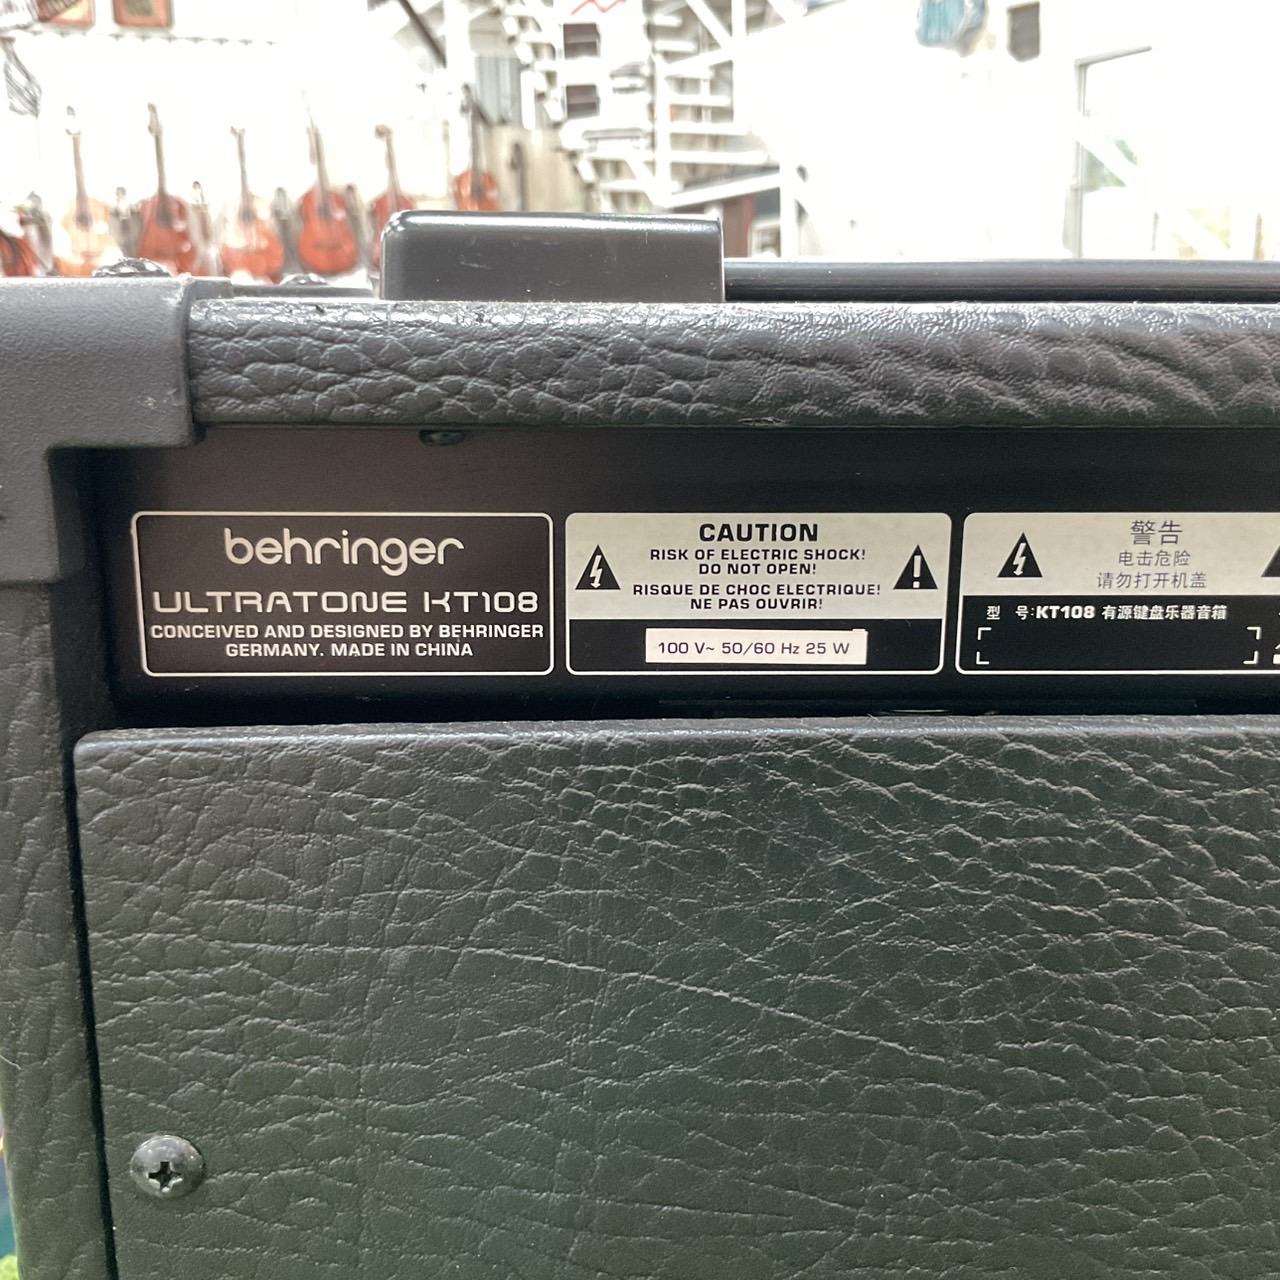 behringer
ULTRATONE KT108
CONCEIVED AND DESIGNED BY BEHRINGER
GERMANY. MADE IN CHINA
CAUTION
RISK OF ELECTRIC SHOCK!
DO NOT OPEN!
RISQUE DE CHOC ELECTRIQUE!
NE PAS OUVRIR!
100 V~ 50/60 Hz 25 W
警告
电击危险
请勿打开机盖
型 号:KT108 有源键盘乐器音箱